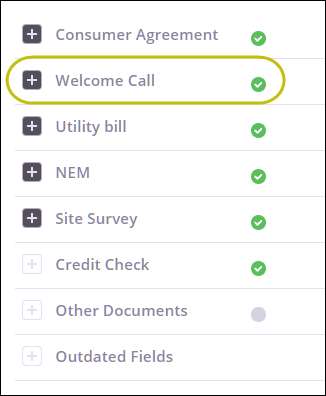 Consumer Agreement
Welcome Call
Utility bill
NEM
Site Survey
Credit Check
Other Documents
Outdated Fields